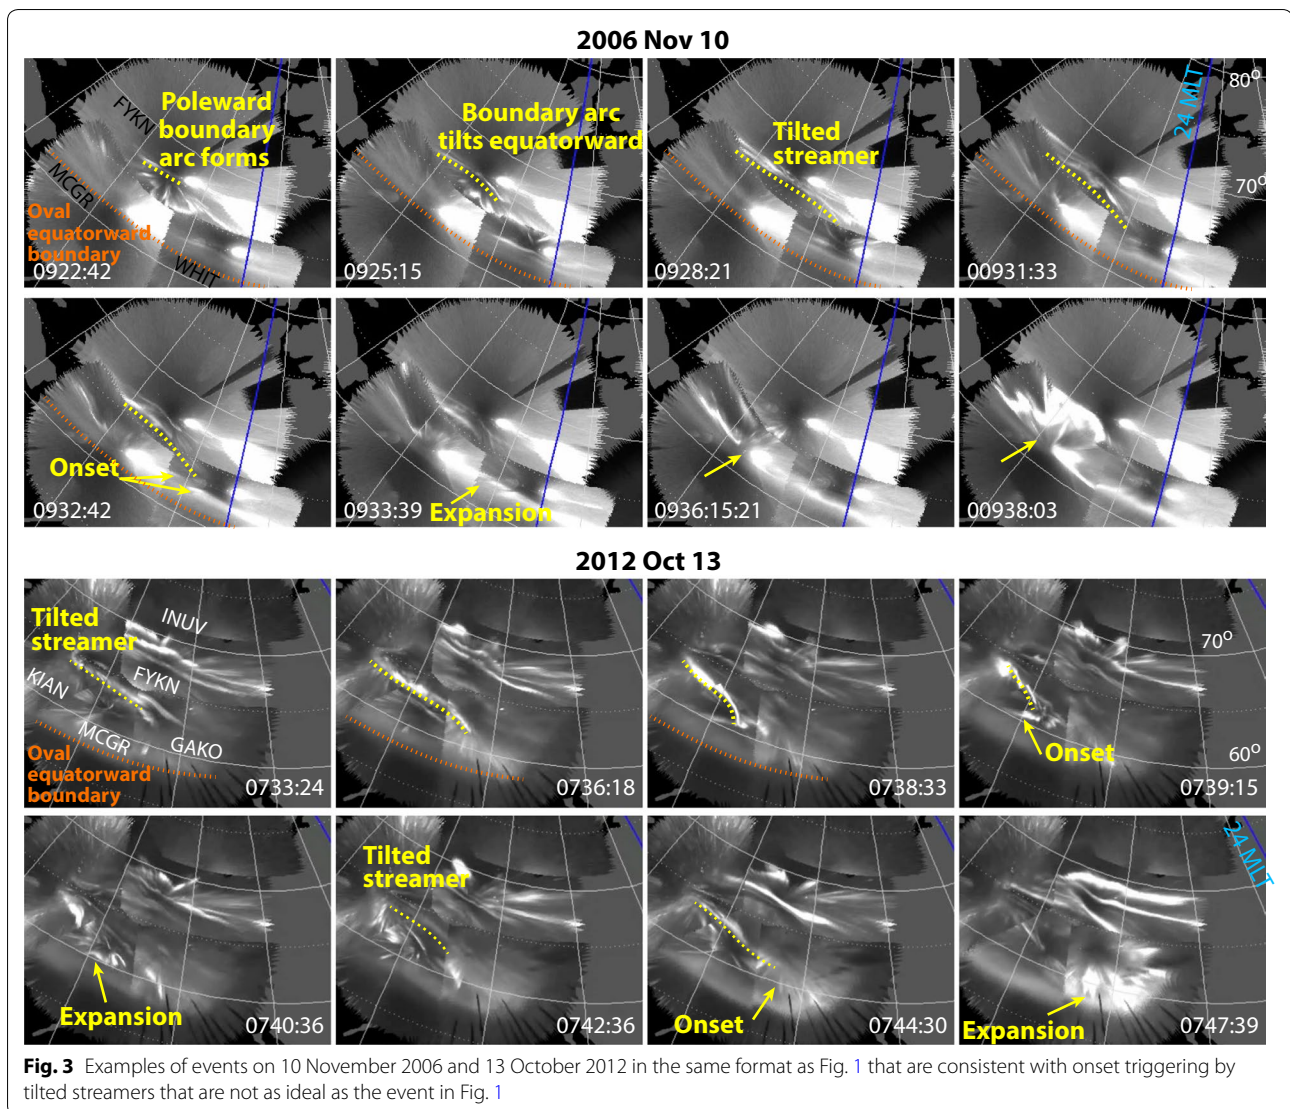 2006 Nov 10
FYKN
MCGR
WHIT
Poleward
boundary
arc forms
Oval
equatorward
boundary
0922:42
Boundary arc
tilts equatorward
0925:15
Tilted
streamer
0928:21
24 MLT
80o
70o
00931:33
Onset
0932:42
Expansion
0933:39
0936:15:21
00938:03
2012 Oct 13
Tilted
streamer
INUV
KIAN
FYKN
MCGR
GAKO
Oval
equatorward
boundary
0733:24
0736:18
0738:33
70o
Onset
60o
0739:15
Expansion
0740:36
Tilted
streamer
0742:36
Onset
0744:30
24 MLT
Expansion
0747:39
Fig. 3 Examples of events on 10 November 2006 and 13 October 2012 in the same format as Fig. 1 that are consistent with onset triggering by
tilted streamers that are not as ideal as the event in Fig. 1